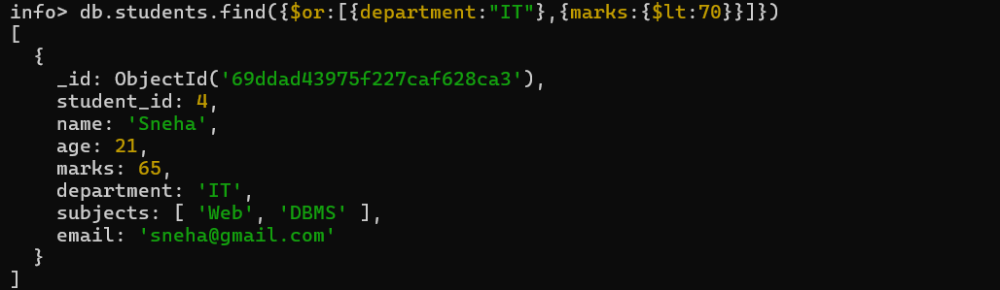 info> db.students.find({$or:[{department:"IT"},{marks:{$lt:70}}]})
[
  {
    _id: ObjectId('69ddad43975f227caf628ca3'),
    student_id: 4,
    name: 'Sneha',
    age: 21,
    marks: 65,
    department: 'IT',
    subjects: [ 'Web', 'DBMS' ],
    email: 'sneha@gmail.com'
  }
]